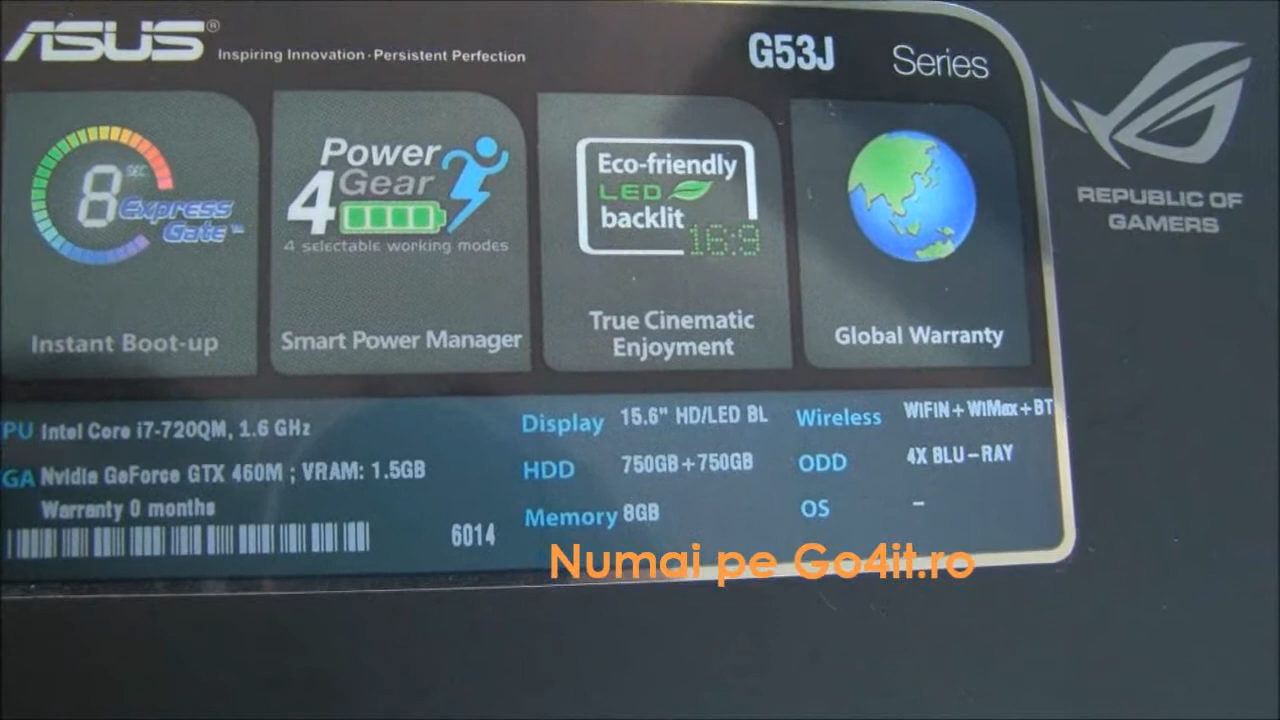 ASUS® Inspiring Innovation · Persistent Perfection
G53J Series
8 SEC Express Gate™
Instant Boot-up
Power 4 Gear
4 selectable working modes
Smart Power Manager
Eco-friendly
LED
backlit
16:9
True Cinematic
Enjoyment
Global Warranty
REPUBLIC OF
GAMERS
PU Intel Core i7-720QM, 1.6 GHz
GA Nvidia GeForce GTX 460M ; VRAM: 1.5GB
Warranty 0 months
6014
Display 15.6" HD/LED BL
HDD 750GB+750GB
Memory 8GB
Wireless WiFiN+WiMax+BT
ODD 4X BLU-RAY
OS -
Numai pe Go4it.ro